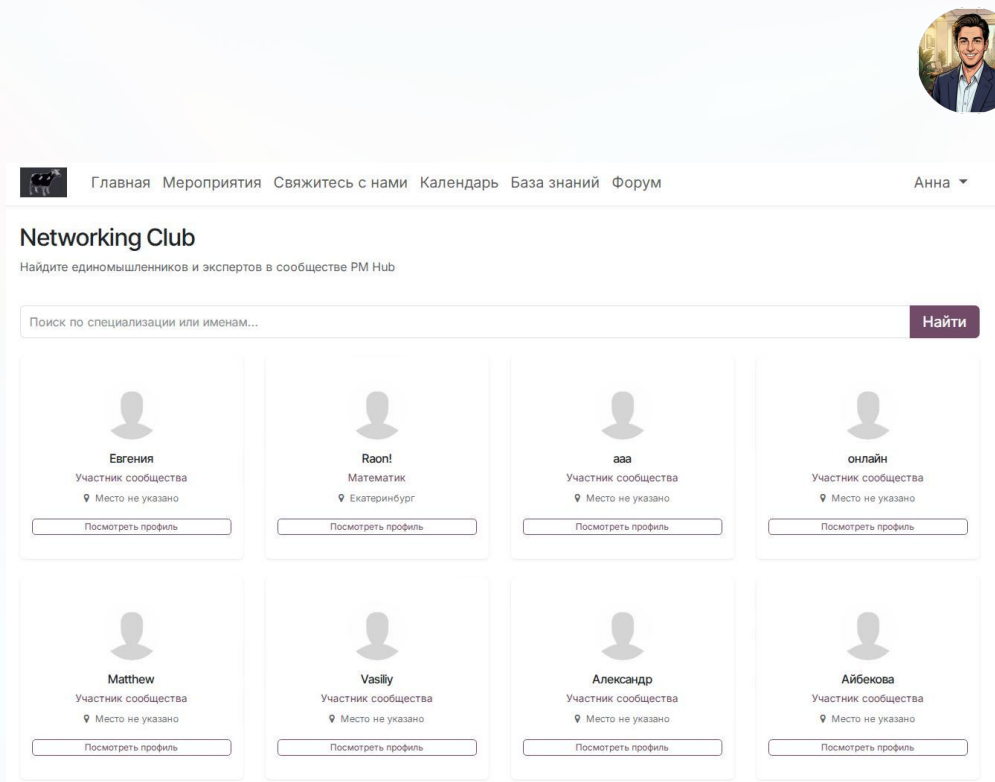 Главная Мероприятия Свяжитесь с нами Календарь База знаний Форум Анна
Networking Club
Найдите единомышленников и экспертов в сообществе PM Hub
Поиск по специализации или именам... Найти
Евгения Raon! aaa онлайн
Участник сообщества Математик Участник сообщества Участник сообщества
Место не указано Екатеринбург Место не указано Место не указано
Посмотреть профиль Посмотреть профиль Посмотреть профиль Посмотреть профиль
Matthew Vasiliy Александр Айбекова
Участник сообщества Участник сообщества Участник сообщества Участник сообщества
Место не указано Место не указано Место не указано Место не указано
Посмотреть профиль Посмотреть профиль Посмотреть профиль Посмотреть профиль